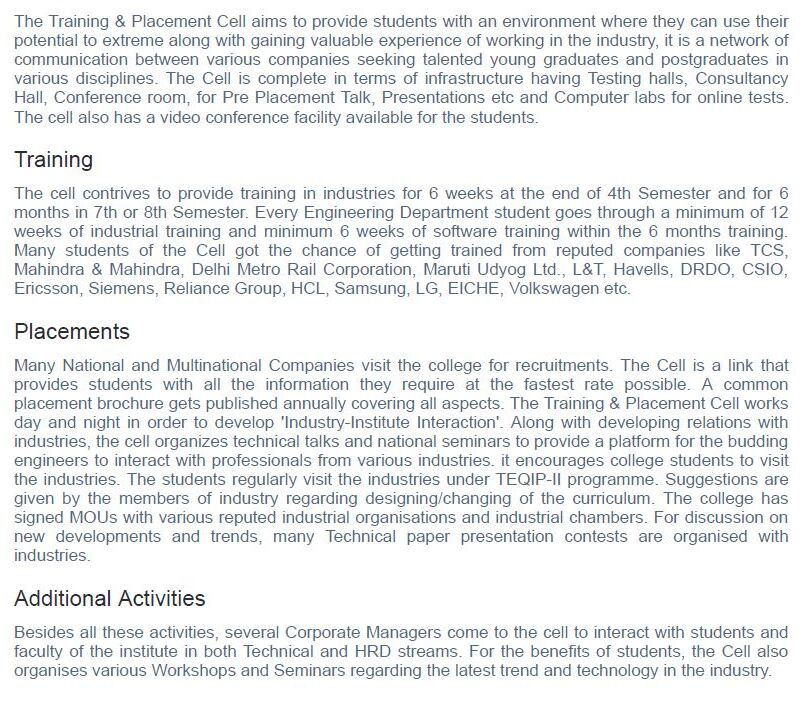 The Training & Placement Cell aims to provide students with an environment where they can use their
potential to extreme along with gaining valuable experience of working in the industry, it is a network of
communication between various companies seeking talented young graduates and postgraduates in
various disciplines. The Cell is complete in terms of infrastructure having Testing halls, Consultancy
Hall, Conference room, for Pre Placement Talk, Presentations etc and Computer labs for online tests.
The cell also has a video conference facility available for the students.
Training
The cell contrives to provide training in industries for 6 weeks at the end of 4th Semester and for 6
months in 7th or 8th Semester. Every Engineering Department student goes through a minimum of 12
weeks of industrial training and minimum 6 weeks of software training within the 6 months training.
Many students of the Cell got the chance of getting trained from reputed companies like TCS,
Mahindra & Mahindra, Delhi Metro Rail Corporation, Maruti Udyog Ltd., L&T, Havells, DRDO, CSIO,
Ericsson, Siemens, Reliance Group, HCL, Samsung, LG, EICHE, Volkswagen etc.
Placements
Many National and Multinational Companies visit the college for recruitments. The Cell is a link that
provides students with all the information they require at the fastest rate possible. A common
placement brochure gets published annually covering all aspects. The Training & Placement Cell works
day and night in order to develop 'Industry-Institute Interaction'. Along with developing relations with
industries, the cell organizes technical talks and national seminars to provide a platform for the budding
engineers to interact with professionals from various industries. it encourages college students to visit
the industries. The students regularly visit the industries under TEQIP-II programme. Suggestions are
given by the members of industry regarding designing/changing of the curriculum. The college has
signed MOUs with various reputed industrial organisations and industrial chambers. For discussion on
new developments and trends, many Technical paper presentation contests are organised with
industries.
Additional Activities
Besides all these activities, several Corporate Managers come to the cell to interact with students and
faculty of the institute in both Technical and HRD streams. For the benefits of students, the Cell also
organises various Workshops and Seminars regarding the latest trend and technology in the industry.